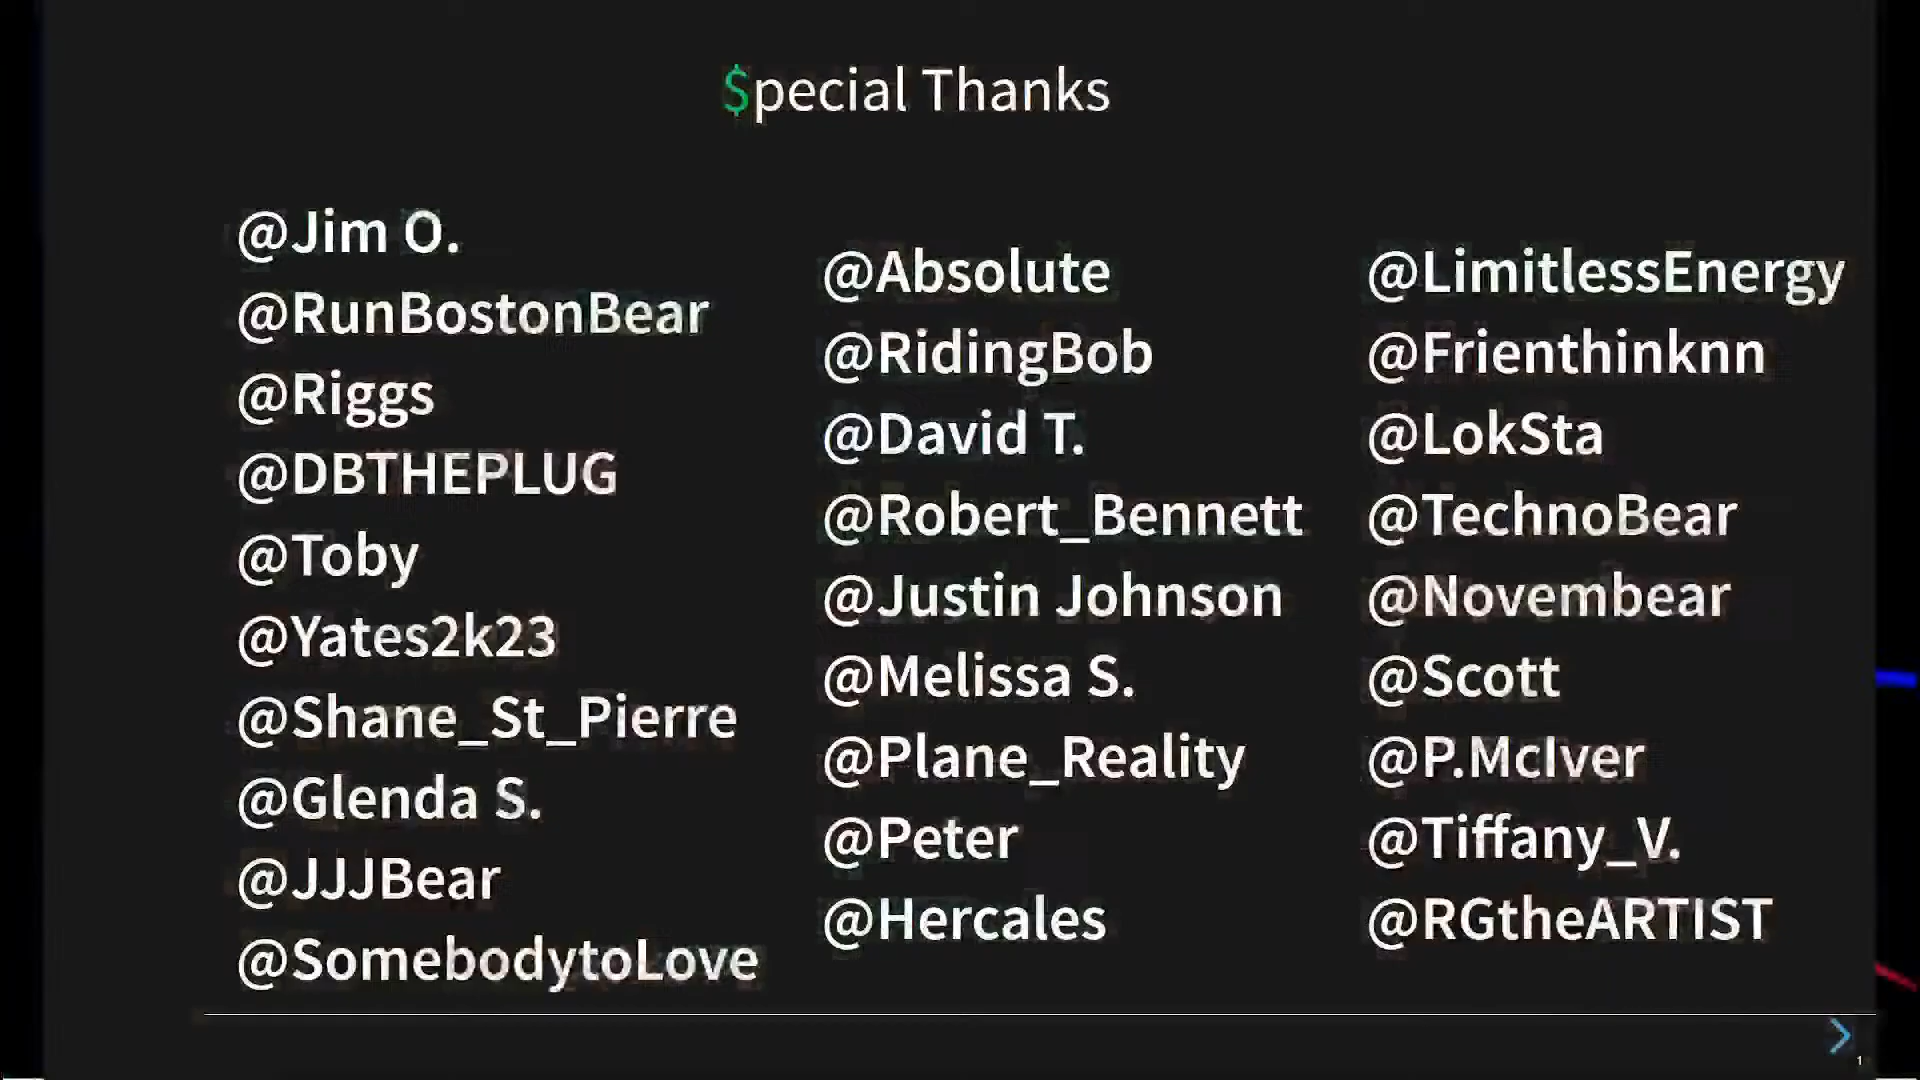 $pecial Thanks
@Jim O.
@RunBostonBear
@Riggs
@DBTHEPLUG
@Toby
@Yates2k23
@Shane_St_Pierre
@Glenda S.
@JJJBear
@SomebodytoLove
@Absolute
@RidingBob
@David T.
@Robert_Bennett
@Justin Johnson
@Melissa S.
@Plane_Reality
@Peter
@Hercales
@LimitlessEnergy
@Frienthinknn
@LokSta
@TechnoBear
@Novembear
@Scott
@P.McIver
@Tiffany_V.
@RGtheARTIST
1